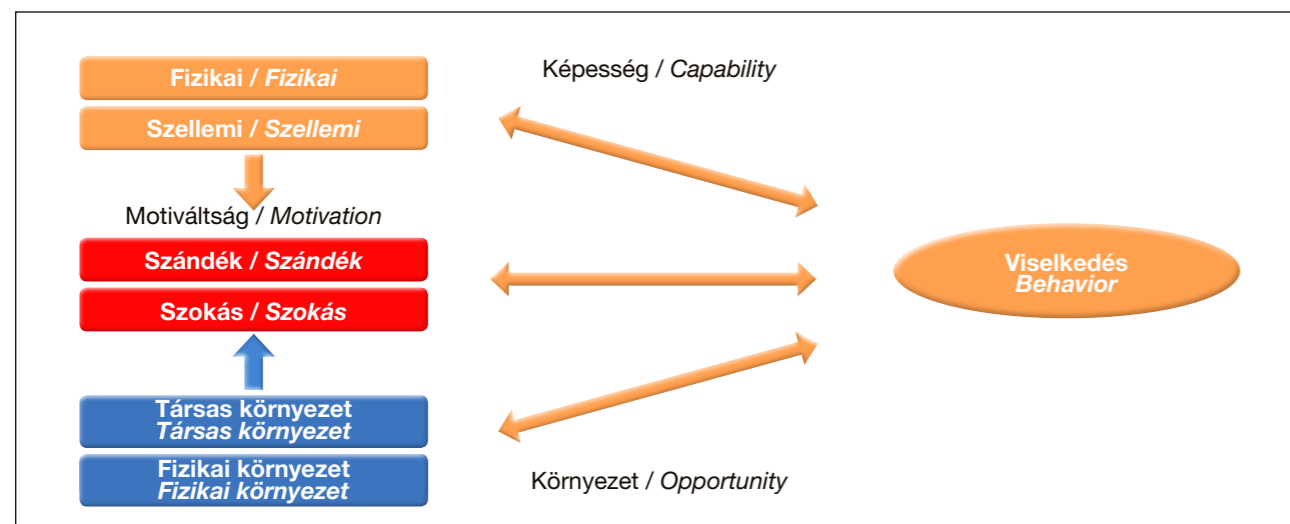 Fizikai / Fizikai
Képesség / Capability
Szellemi / Szellemi
Motiváltság / Motivation
Szándék / Szándék
Szokás / Szokás
Viselkedés
Behavior
Társas környezet
Társas környezet
Fizikai környezet
Fizikai környezet
Környezet / Opportunity